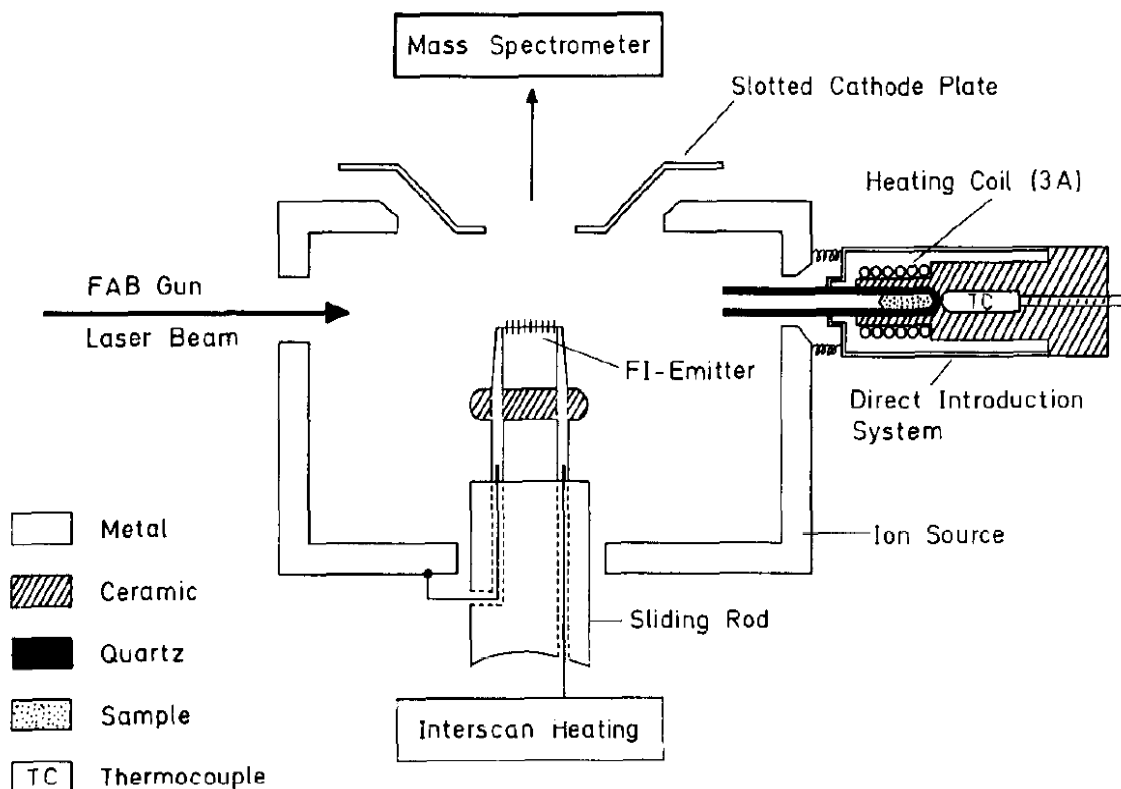 Mass Spectrometer
Slotted Cathode Plate
Heating Coil (3A)
FAB Gun
Laser Beam
TC
FI-Emitter
Direct Introduction
System
Ion Source
Sliding Rod
Interscan Heating
Metal
Ceramic
Quartz
Sample
TC Thermocouple